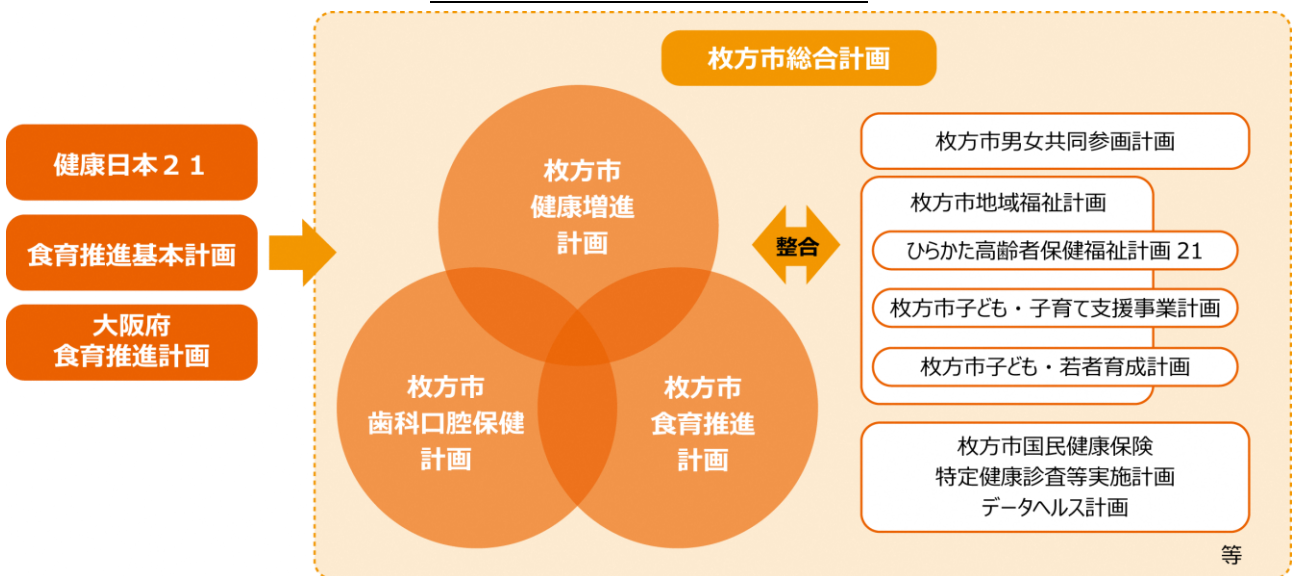 枚方市総合計画
健康日本２１
食育推進基本計画
大阪府
食育推進計画
枚方市
健康増進
計画
枚方市
歯科口腔保健
計画
枚方市
食育推進
計画
整合
枚方市男女共同参画計画
枚方市地域福祉計画
ひらかた高齢者保健福祉計画 21
枚方市子ども・子育て支援事業計画
枚方市子ども・若者育成計画
枚方市国民健康保険
特定健康診査等実施計画
データヘルス計画
等